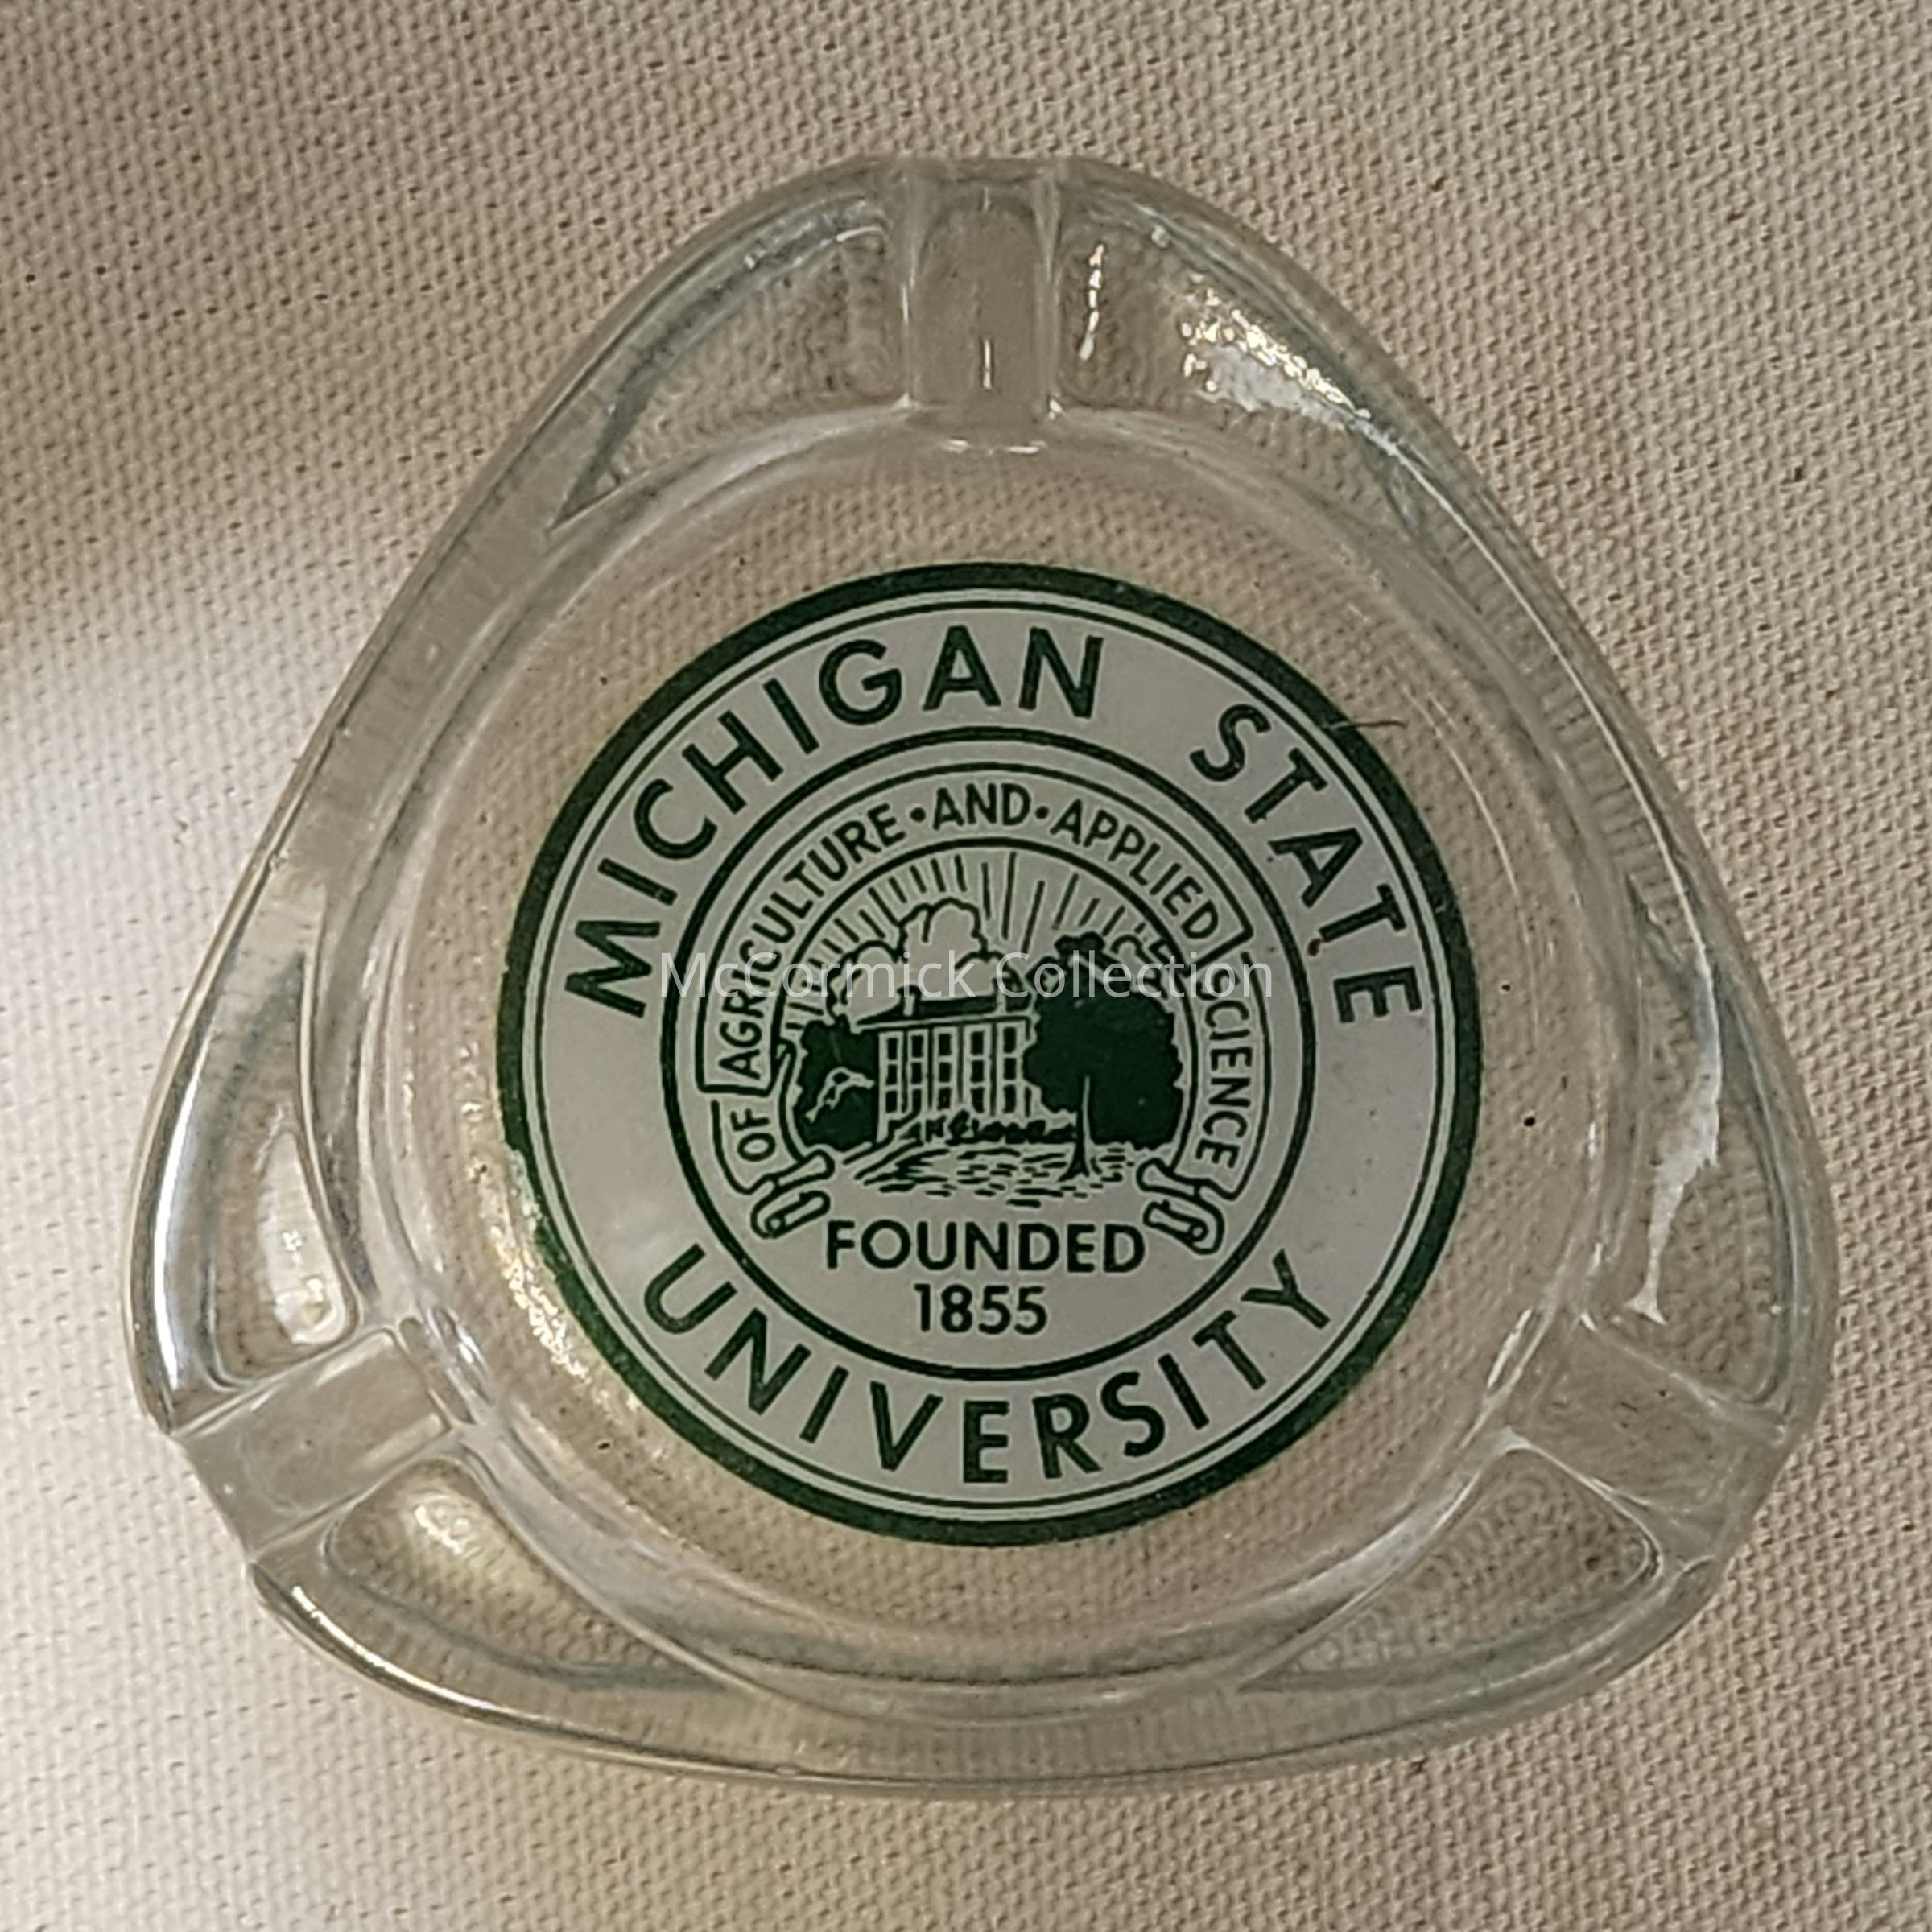 MICHIGAN STATE
OF AGRICULTURE • AND • APPLIED SCIENCE
McCormick Collection
FOUNDED
1855
UNIVERSITY